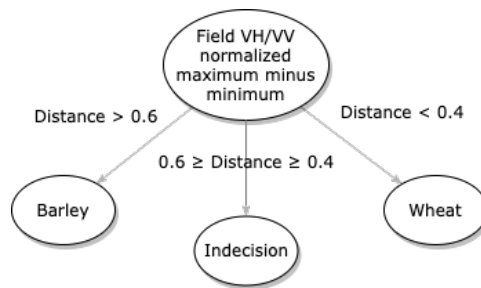 Field VH/VV
normalized
maximum minus
minimum
Distance > 0.6
Distance < 0.4
0.6 ≥ Distance ≥ 0.4
Barley
Wheat
Indecision